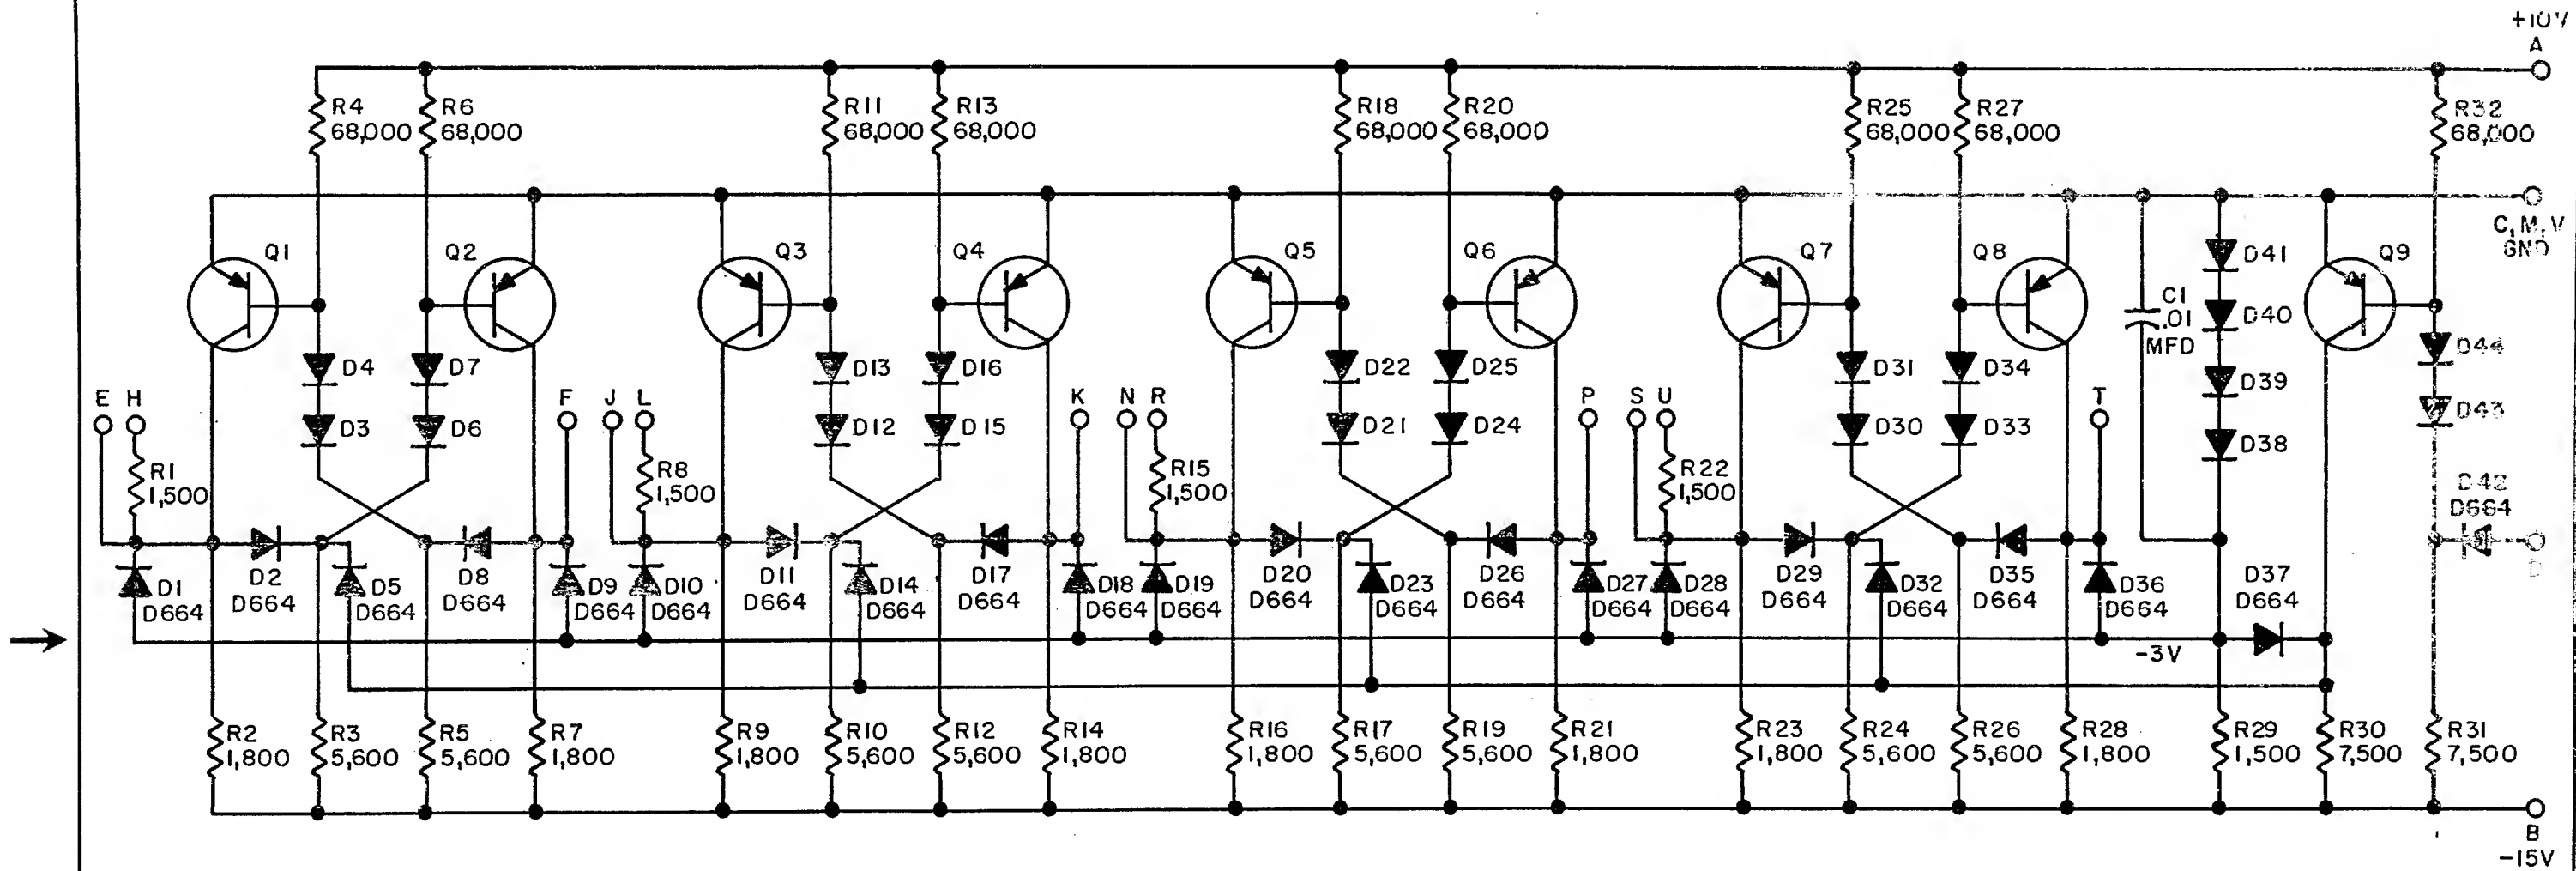 +10V
A
R4
68,000
R6
68,000
R11
68,000
R13
68,000
R18
68,000
R20
68,000
R25
68,000
R27
68,000
R32
68,000
C,M,V
GND
Q1
Q2
Q3
Q4
Q5
Q6
Q7
Q8
C1
.01
MFD
D41
D40
D39
D38
Q9
D4
D7
D13
D16
D22
D25
D31
D34
D44
D3
D6
D12
D15
D21
D24
D30
D33
D43
E
H
F
J
L
K
N
R
P
S
U
T
R1
1,500
R8
1,500
R15
1,500
R22
1,500
D42
D664
D
D1
D664
D2
D664
D5
D664
D8
D664
D9
D664
D10
D664
D11
D664
D14
D664
D17
D664
D18
D664
D19
D664
D20
D664
D23
D664
D26
D664
D27
D664
D28
D664
D29
D664
D32
D664
D35
D664
D36
D664
D37
D664
-3V
R2
1,800
R3
5,600
R5
5,600
R7
1,800
R9
1,800
R10
5,600
R12
5,600
R14
1,800
R16
1,800
R17
5,600
R19
5,600
R21
1,800
R23
1,800
R24
5,600
R26
5,600
R28
1,800
R29
1,500
R30
7,500
R31
7,500
B
-15V